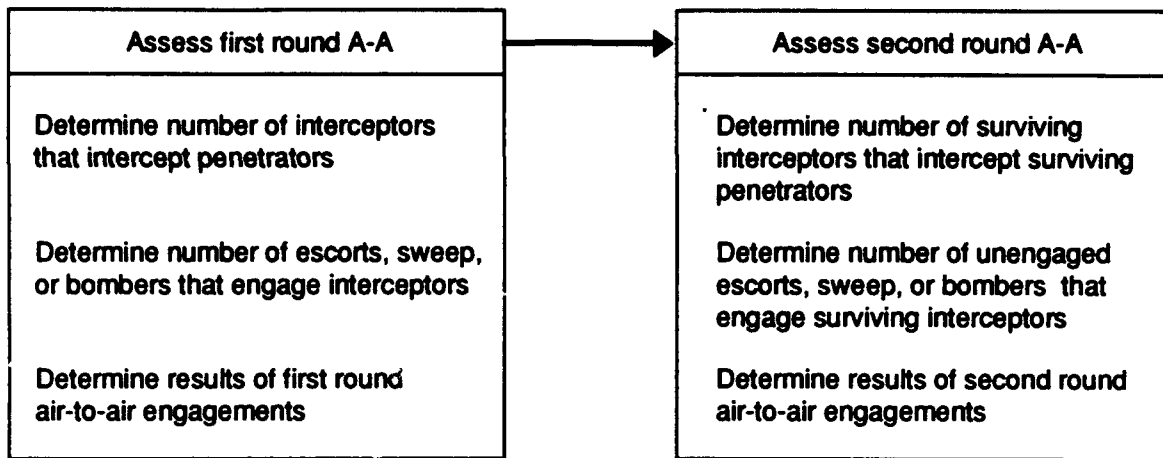 Assess first round A-A
Determine number of interceptors
that intercept penetrators
Determine number of escorts, sweep,
or bombers that engage interceptors
Determine results of first round
air-to-air engagements
Assess second round A-A
Determine number of surviving
interceptors that intercept surviving
penetrators
Determine number of unengaged
escorts, sweep, or bombers that
engage surviving interceptors
Determine results of second round
air-to-air engagements